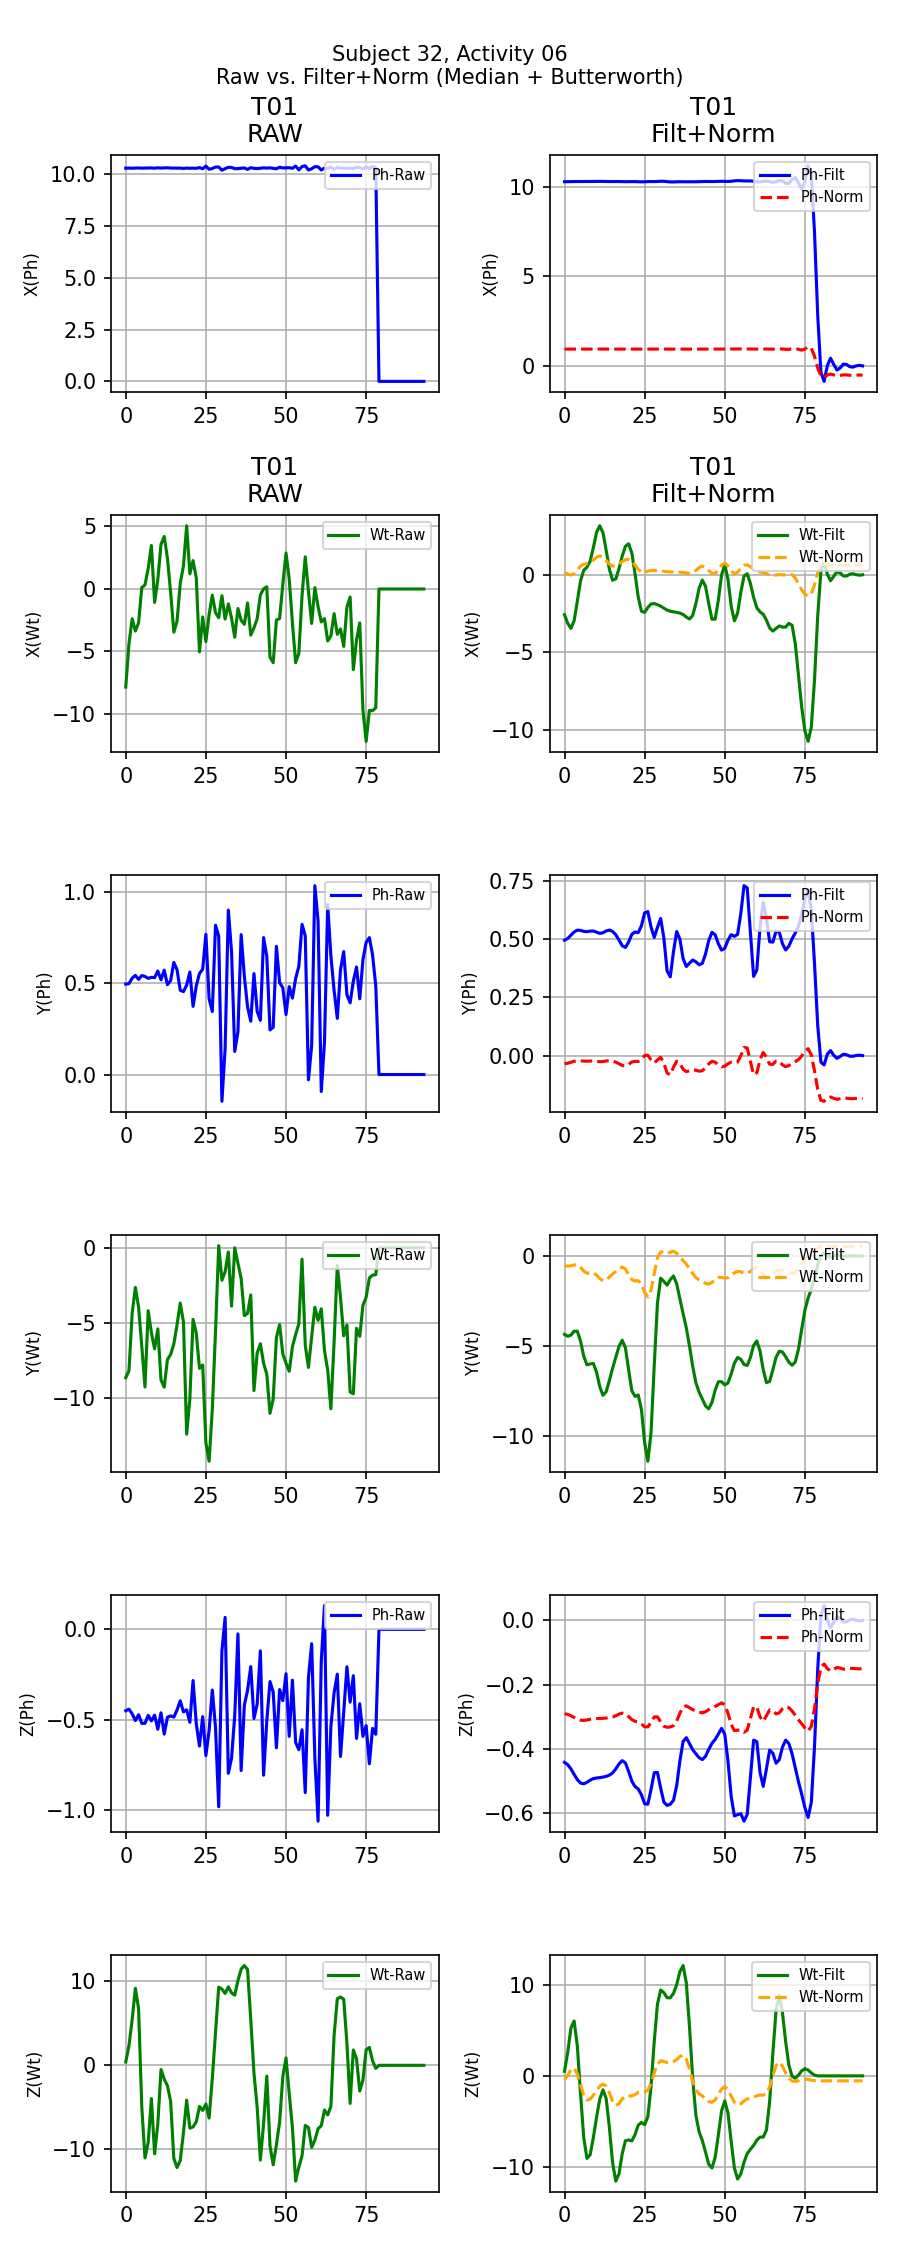 Subject 32, Activity 06
Raw vs. Filter+Norm (Median + Butterworth)
T01
RAW
T01
Filt+Norm
X(Ph)
10.0
7.5
5.0
2.5
0.0
0 25 50 75
Ph-Raw
X(Ph)
10
5
0
0 25 50 75
Ph-Filt
Ph-Norm
T01
RAW
T01
Filt+Norm
X(Wt)
5
0
−5
−10
0 25 50 75
Wt-Raw
X(Wt)
0
−5
−10
0 25 50 75
Wt-Filt
Wt-Norm
Y(Ph)
1.0
0.5
0.0
0 25 50 75
Ph-Raw
Y(Ph)
0.75
0.50
0.25
0.00
0 25 50 75
Ph-Filt
Ph-Norm
Y(Wt)
0
−5
−10
0 25 50 75
Wt-Raw
Y(Wt)
0
−5
−10
0 25 50 75
Wt-Filt
Wt-Norm
Z(Ph)
0.0
−0.5
−1.0
0 25 50 75
Ph-Raw
Z(Ph)
0.0
−0.2
−0.4
−0.6
0 25 50 75
Ph-Filt
Ph-Norm
Z(Wt)
10
0
−10
0 25 50 75
Wt-Raw
Z(Wt)
10
0
−10
0 25 50 75
Wt-Filt
Wt-Norm